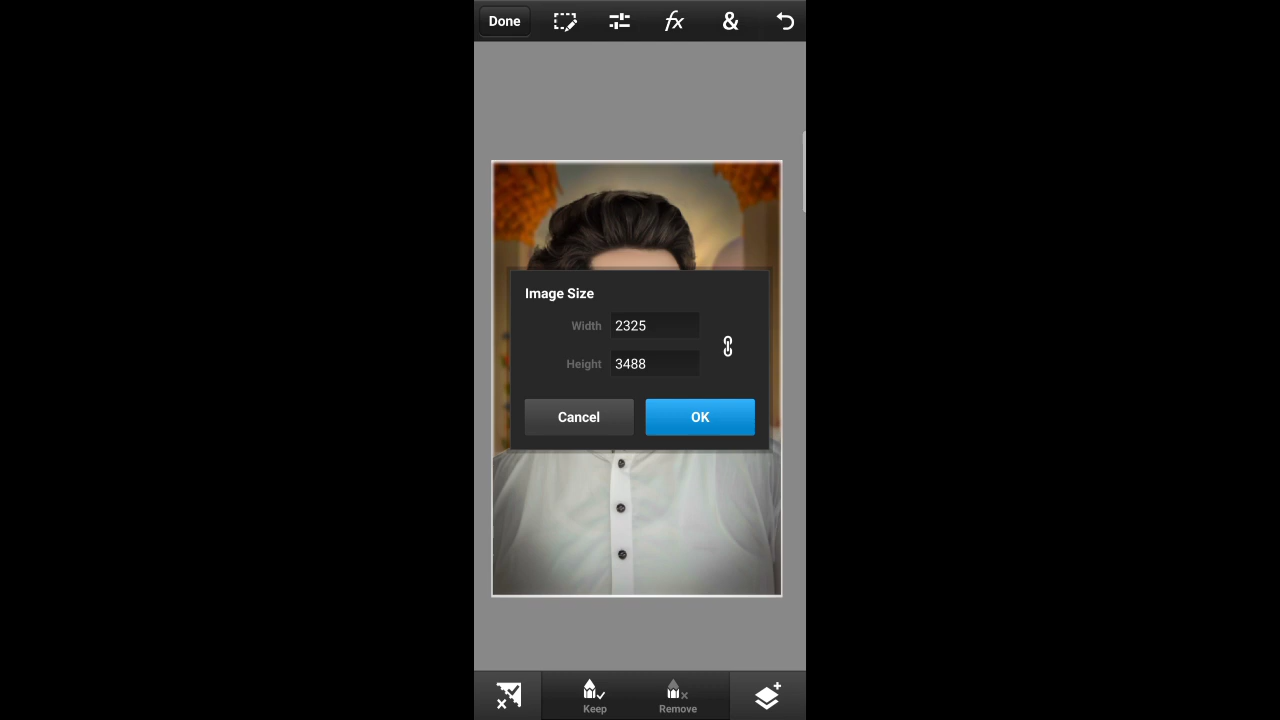 Done fx &
Image Size
Width 2325
Height 3488
Cancel OK
Keep Remove